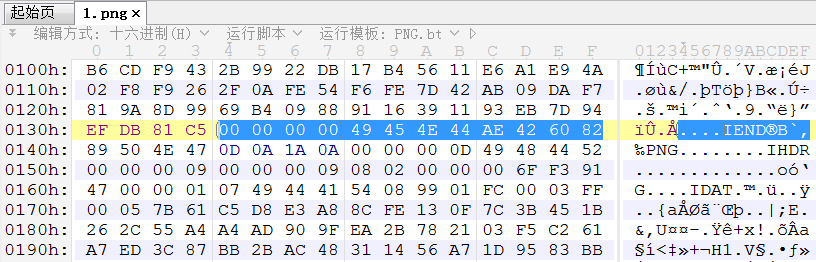 起始页 1.png ×
编辑方式: 十六进制(H) 运行脚本 运行模板: PNG.bt
0 1 2 3 4 5 6 7 8 9 A B C D E F 0123456789ABCDEF
0100h: B6 CD F9 43 2B 99 22 DB 17 B4 56 11 E6 A1 E9 4A ¶ÍùC+™"Û.´V.æ¡éJ
0110h: 02 F8 F9 26 2F 0A FE 54 F6 FE 7D 42 AB 09 DA F7 .øù&/.þTöþ}B«.Ú÷
0120h: 81 9A 8D 99 69 B4 09 88 91 16 39 11 93 EB 7D 94 .š.™i´.ˆ‘.9.“ë}”
0130h: EF DB 81 C5 00 00 00 00 49 45 4E 44 AE 42 60 82 ïÛ.Å....IEND®B`‚
0140h: 89 50 4E 47 0D 0A 1A 0A 00 00 00 0D 49 48 44 52 ‰PNG........IHDR
0150h: 00 00 00 09 00 00 00 09 08 02 00 00 00 6F F3 91 .............oó‘
0160h: 47 00 00 01 07 49 44 41 54 08 99 01 FC 00 03 FF G....IDAT.™.ü..ÿ
0170h: 00 05 7B 61 C5 D8 E3 A8 8C FE 13 0F 7C 3B 45 1B ..{aÅØã¨Œþ..|;E.
0180h: 26 2C 55 A4 A4 AD 90 9F EA 2B 78 21 03 F5 C2 61 &,U¤¤-.Ÿê+x!.õÂa
0190h: A7 ED 3C 87 BB 2B AC 48 31 14 56 A7 1D 95 83 BB §í<‡»+¬H1.V§.•ƒ»